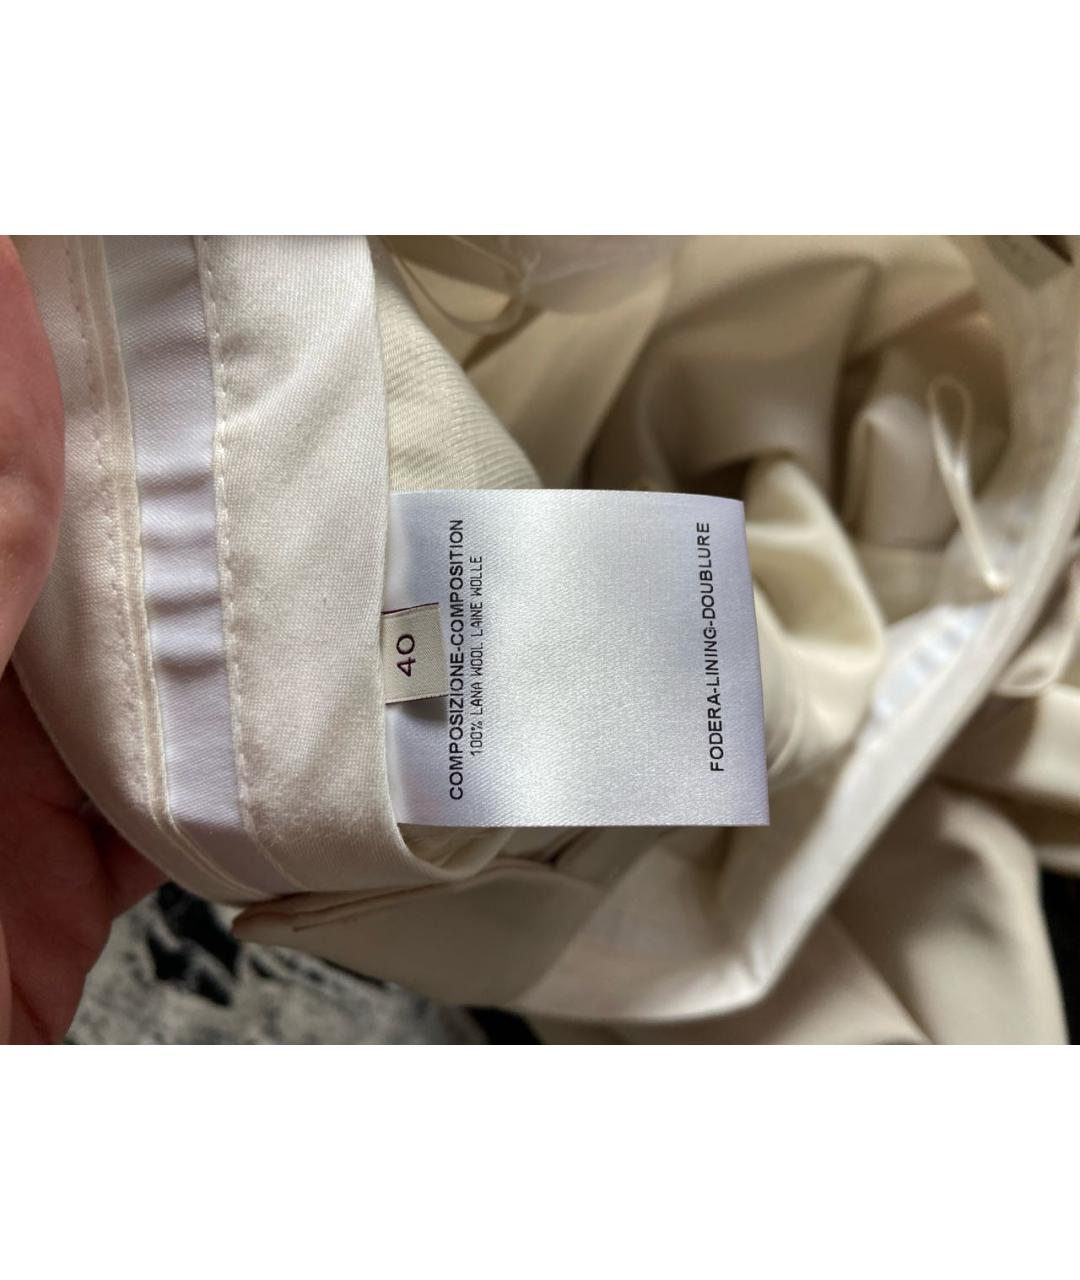 40
COMPOSIZIONE-COMPOSITION
100% LANA WOOL LAINE WOLLE
FODERA-LINING-DOUBLURE